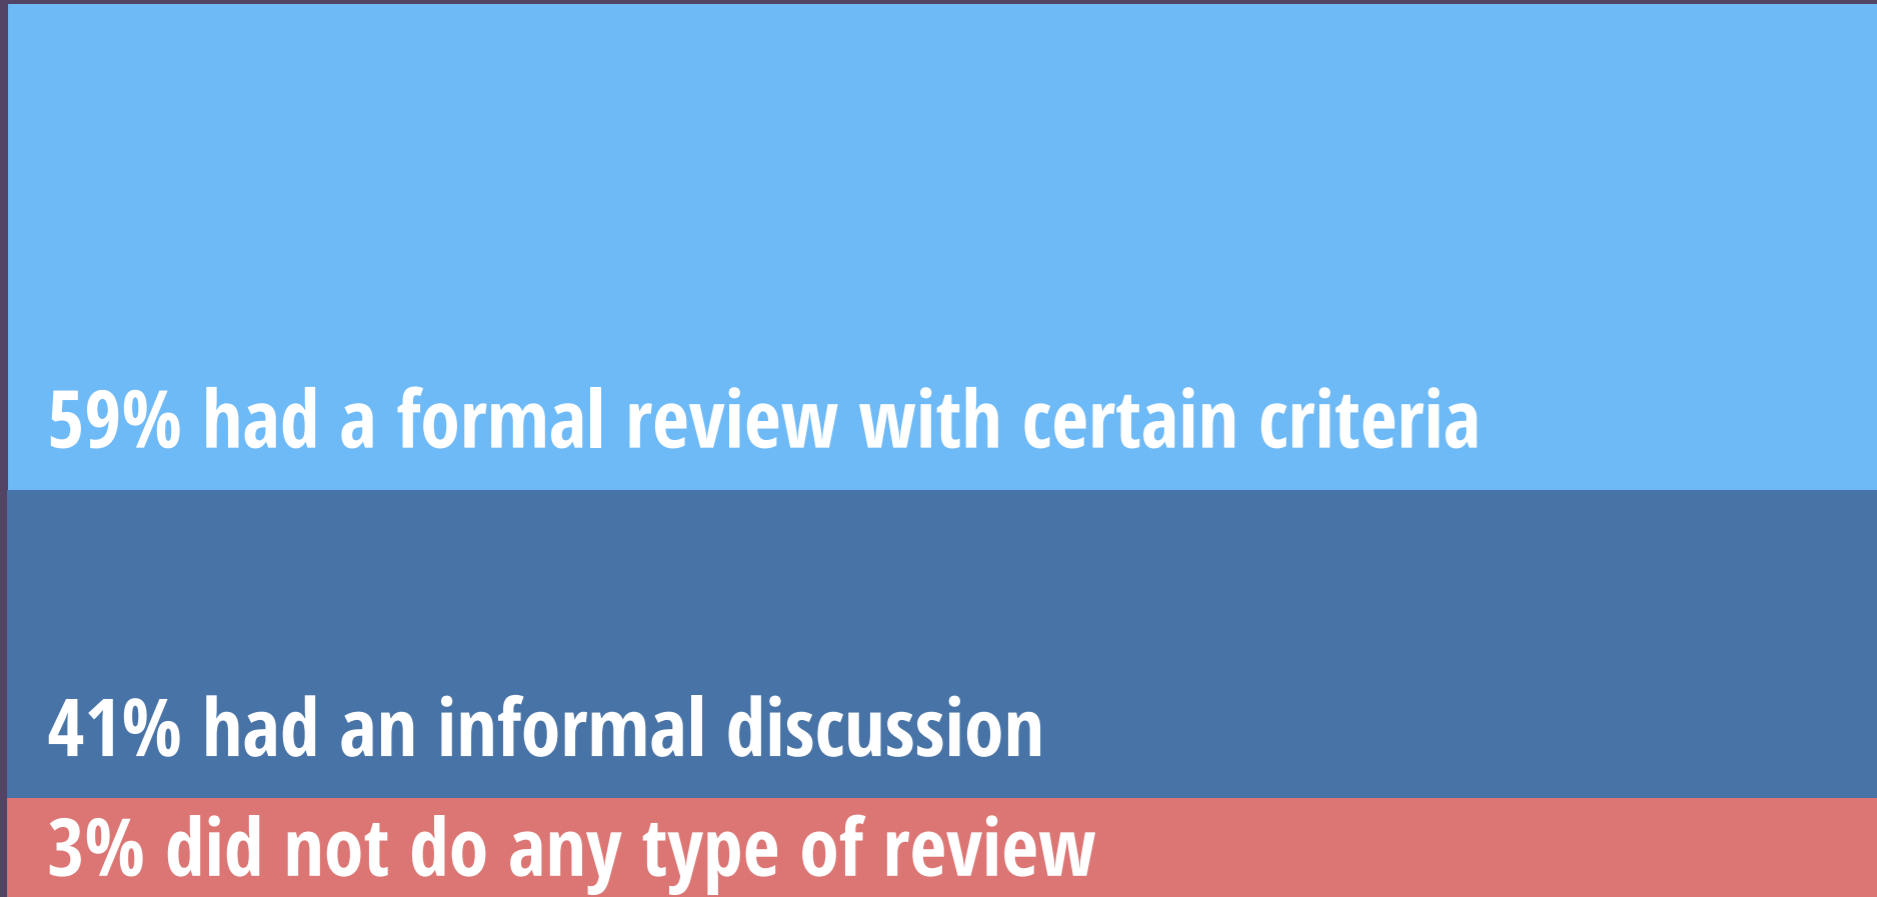 59% had a formal review with certain criteria
41% had an informal discussion
3% did not do any type of review